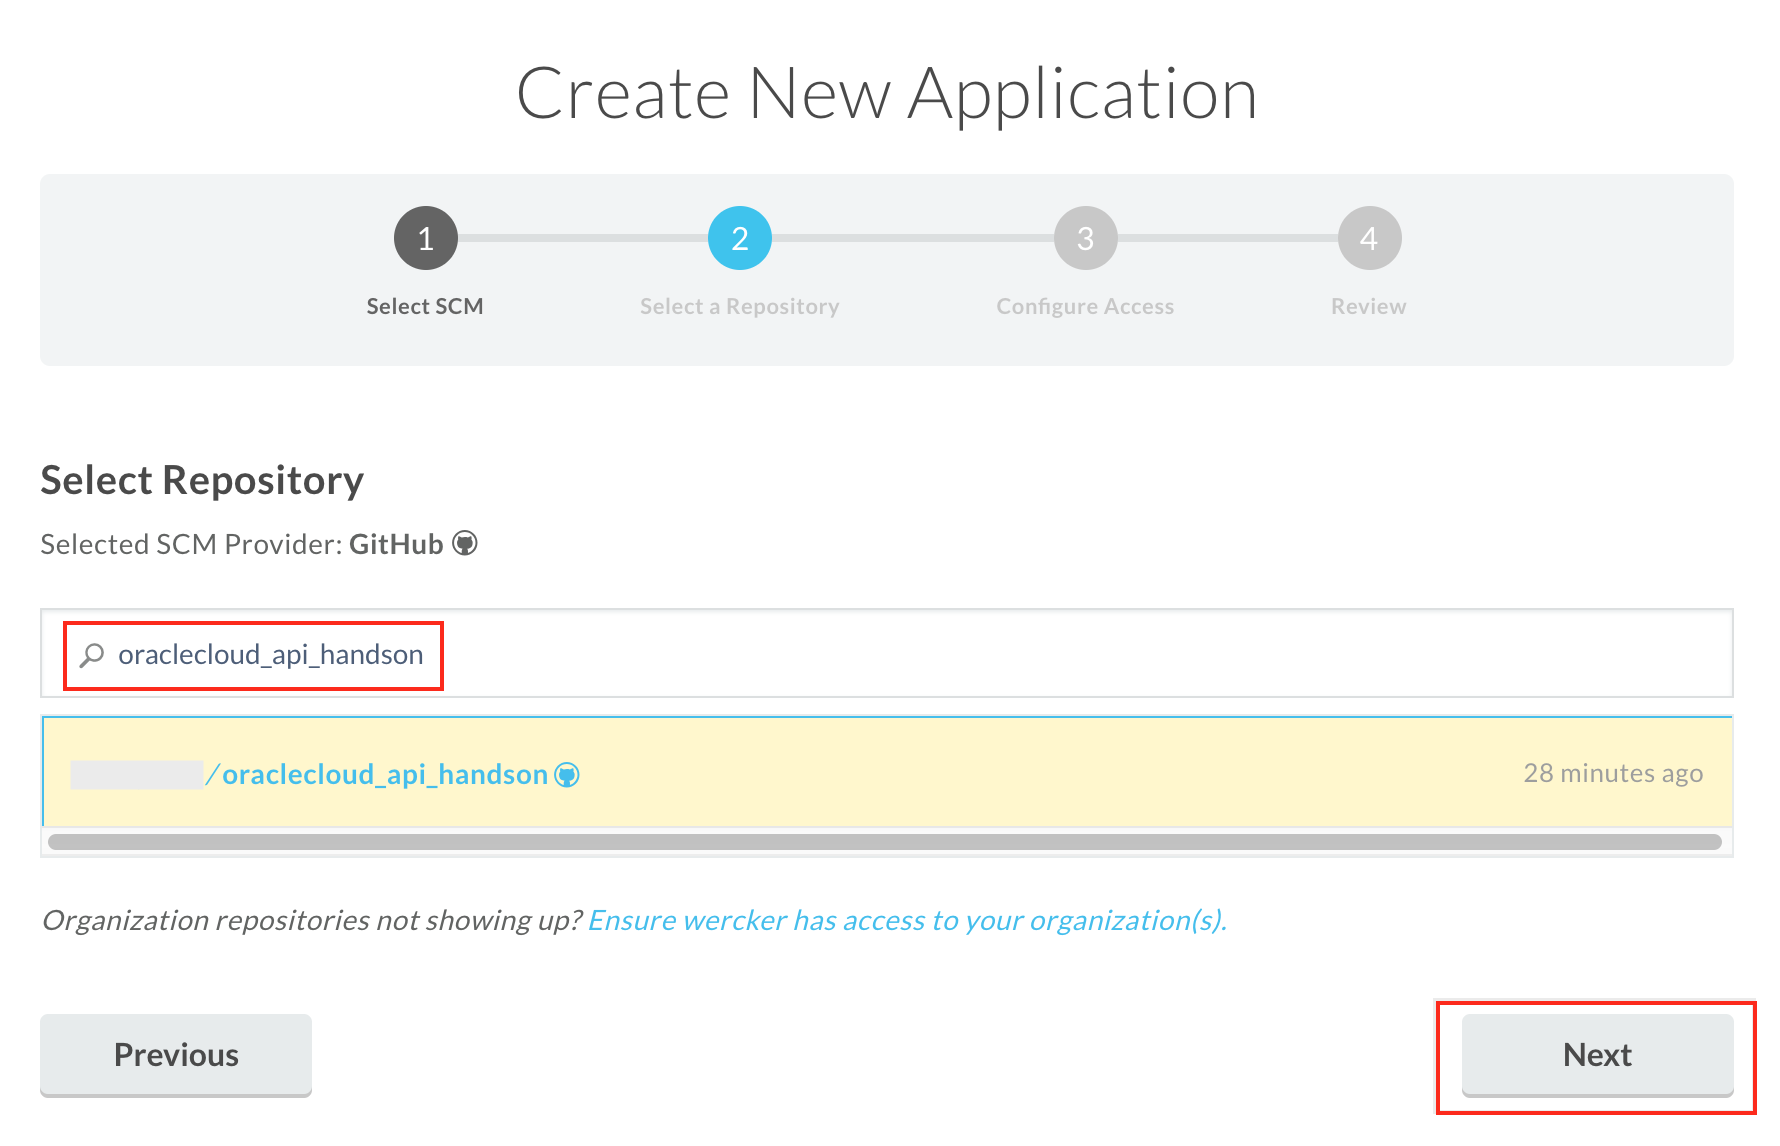 Create New Application
1 2 3 4
Select SCM Select a Repository Configure Access Review
Select Repository
Selected SCM Provider: GitHub
oraclecloud_api_handson
/oraclecloud_api_handson 28 minutes ago
Organization repositories not showing up? Ensure wercker has access to your organization(s).
Previous Next